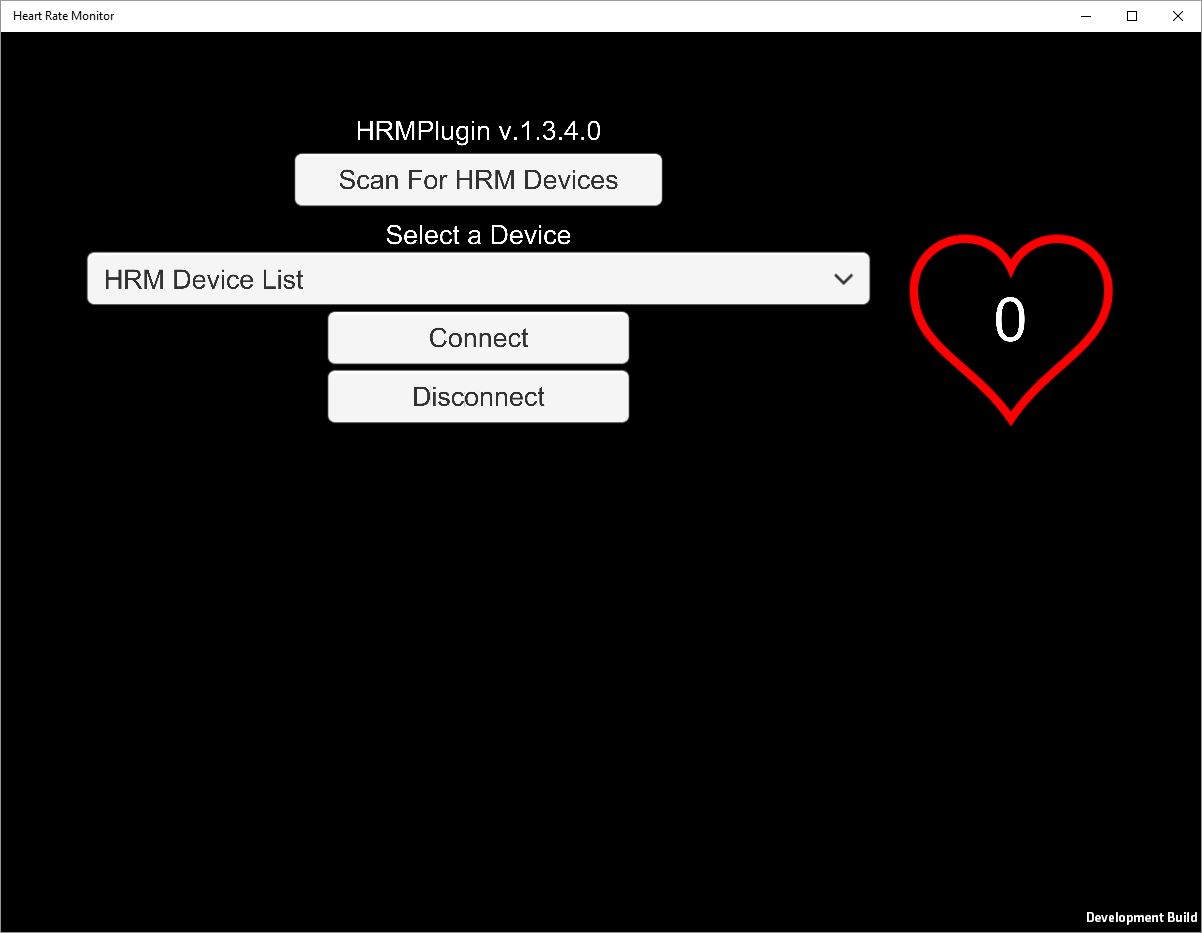 Heart Rate Monitor
HRMPlugin v.1.3.4.0
Scan For HRM Devices
Select a Device
HRM Device List
0
Connect
Disconnect
Development Build